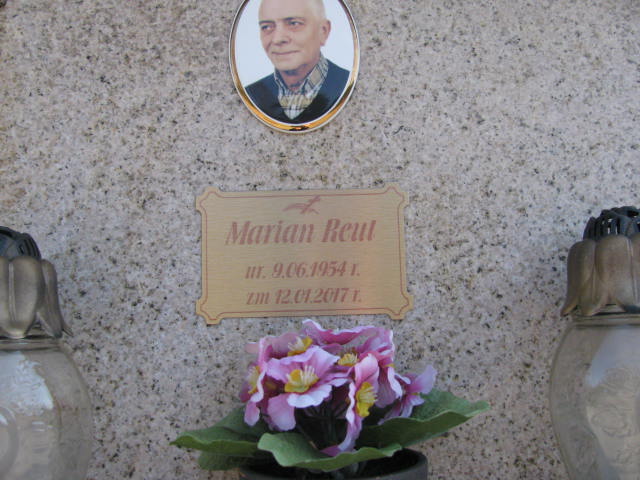 Marian Reut
ur. 9.06.1954 r.
zm 12.01.2017 r.